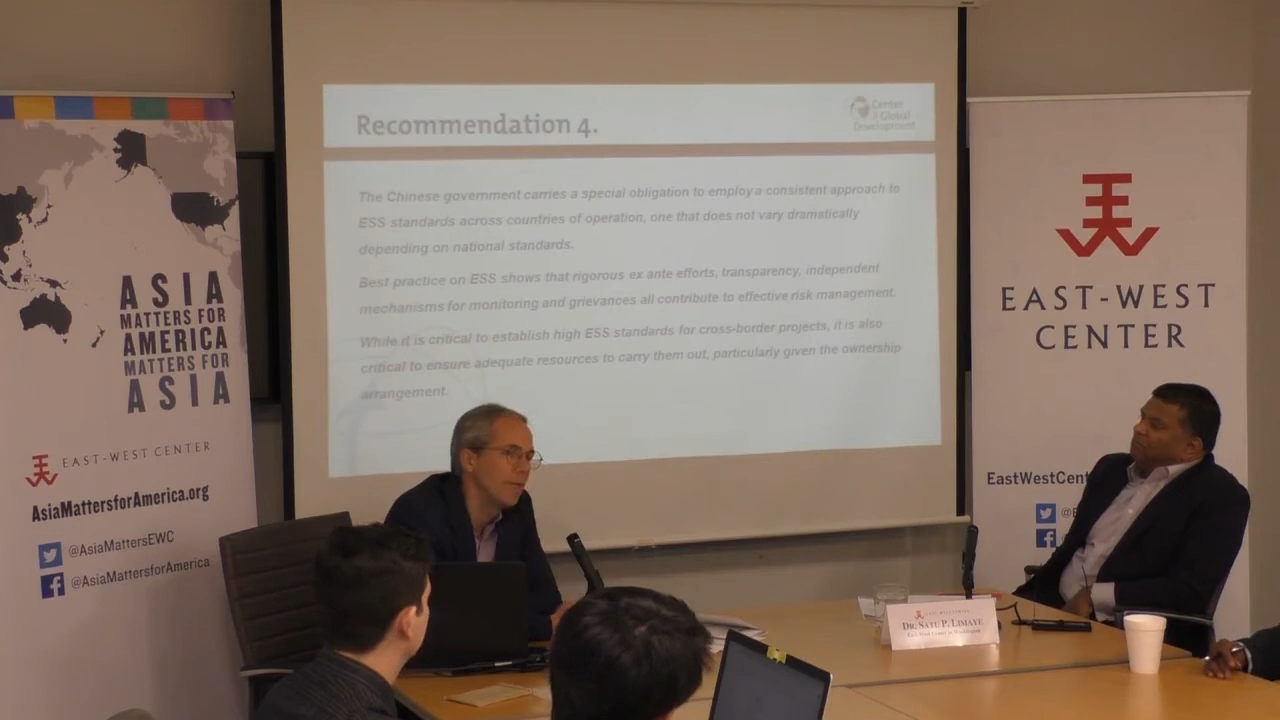 Recommendation 4.
Center
Global
Development
The Chinese government carries a special obligation to employ a consistent approach to
ESS standards across countries of operation, one that does not vary dramatically
depending on national standards.
Best practice on ESS shows that rigorous ex ante efforts, transparency, independent
mechanisms for monitoring and grievances all contribute to effective risk management.
While it is critical to establish high ESS standards for cross-border projects, it is also
critical to ensure adequate resources to carry them out, particularly given the ownership
arrangement.
ASIA
MATTERS FOR
AMERICA
MATTERS FOR
ASIA
EAST-WEST CENTER
AsiaMattersforAmerica.org
@AsiaMattersEWC
@AsiaMattersforAmerica
EAST-WEST
CENTER
EastWestCent
EAST-WEST CENTER
DR. SATU P. LIMAYE
East-West Center in Washington